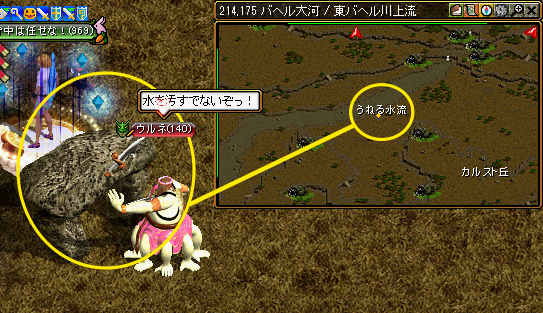 214,175 バヘル大河 / 東バヘル川上流
中は任せな！(963)
水を汚すでないぞっ！
ウルネ(140)
うねる水流
カルスト丘